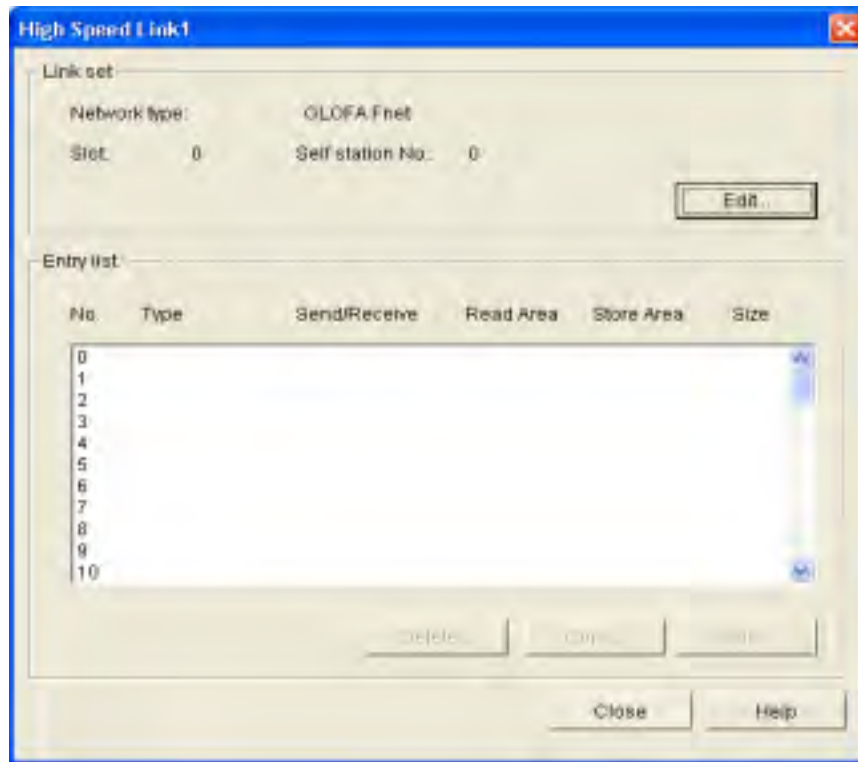 High Speed Link1
Link set
Network type: GLOFA Fnet
Slot: 0 Self station No.: 0
Edit...
Entry list
No Type Send/Receive Read Area Store Area Size
0
1
2
3
4
5
6
7
8
9
10
Delete...
Close Help